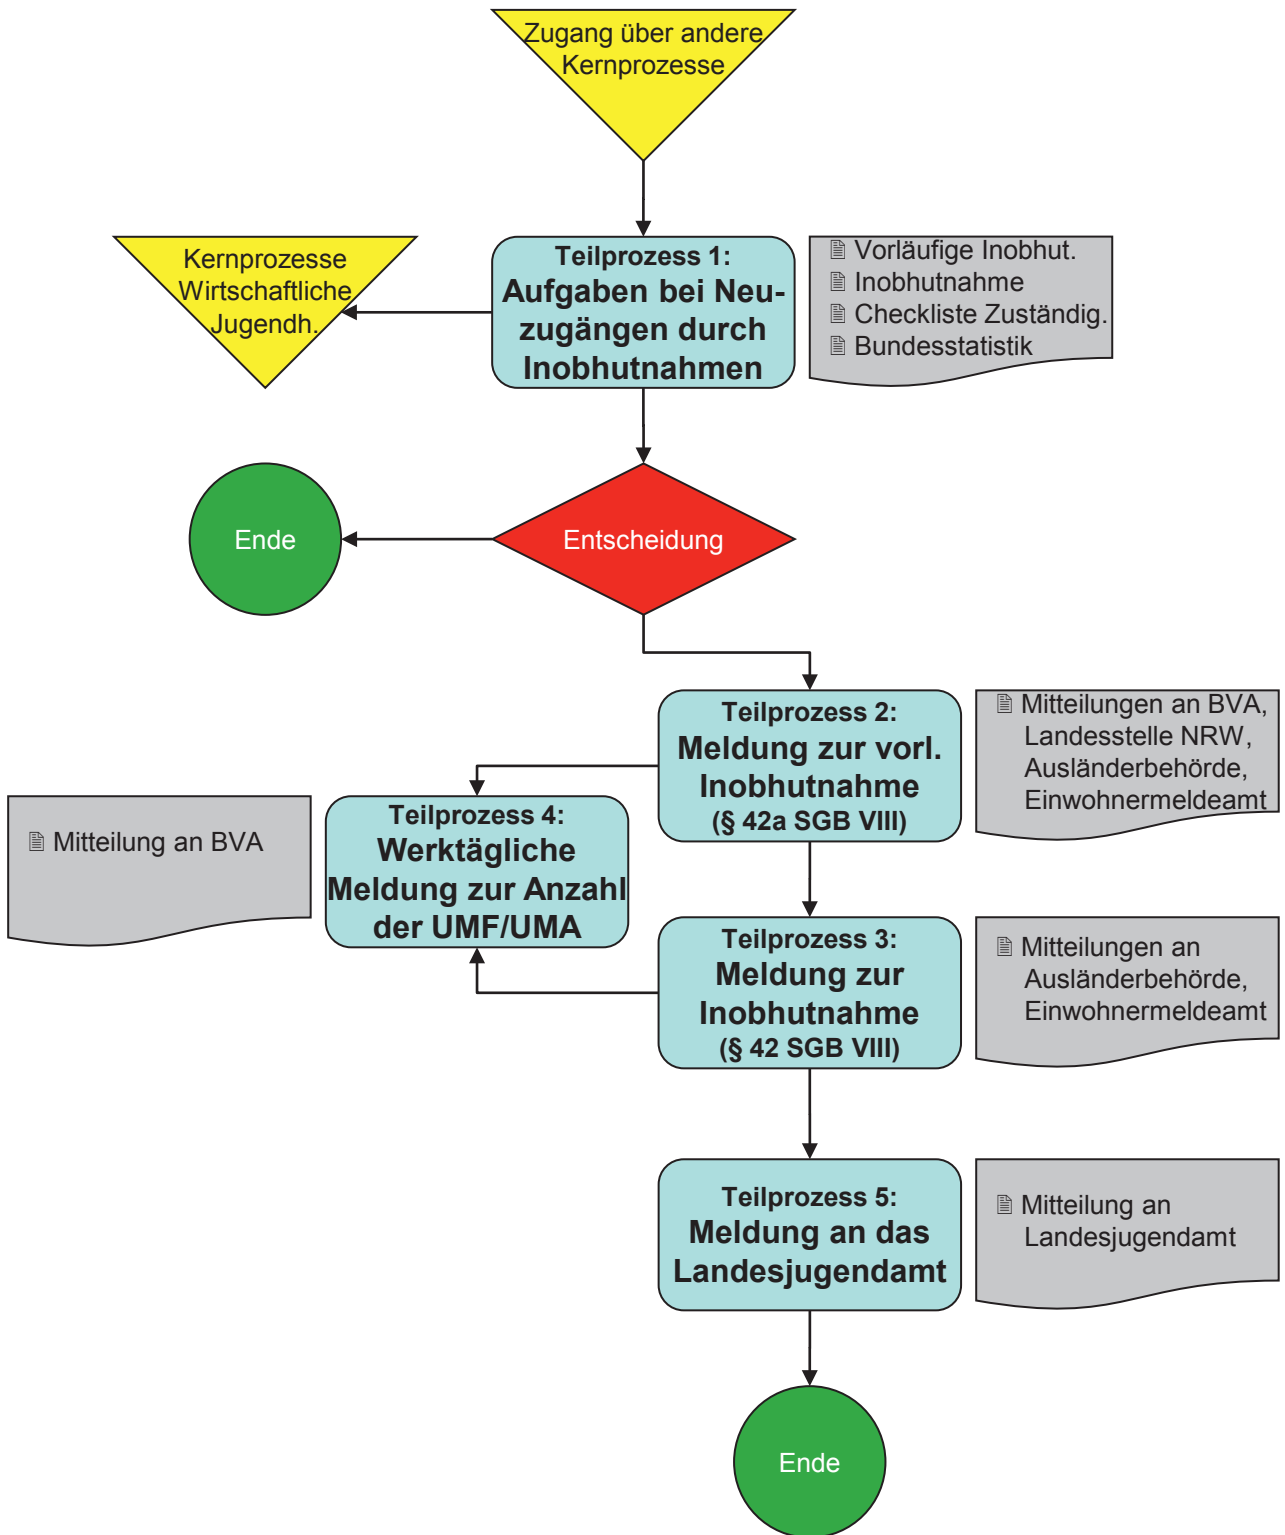 Zugang über andere
Kernprozesse
Kernprozesse
Wirtschaftliche
Jugendh.
Teilprozess 1:
Aufgaben bei Neu-
zugängen durch
Inobhutnahmen
Vorläufige Inobhut.
Inobhutnahme
Checkliste Zuständig.
Bundesstatistik
Ende
Entscheidung
Teilprozess 2:
Meldung zur vorl.
Inobhutnahme
(§ 42a SGB VIII)
Mitteilungen an BVA,
Landesstelle NRW,
Ausländerbehörde,
Einwohnermeldeamt
Mitteilung an BVA
Teilprozess 4:
Werktägliche
Meldung zur Anzahl
der UMF/UMA
Teilprozess 3:
Meldung zur
Inobhutnahme
(§ 42 SGB VIII)
Mitteilungen an
Ausländerbehörde,
Einwohnermeldeamt
Teilprozess 5:
Meldung an das
Landesjugendamt
Mitteilung an
Landesjugendamt
Ende